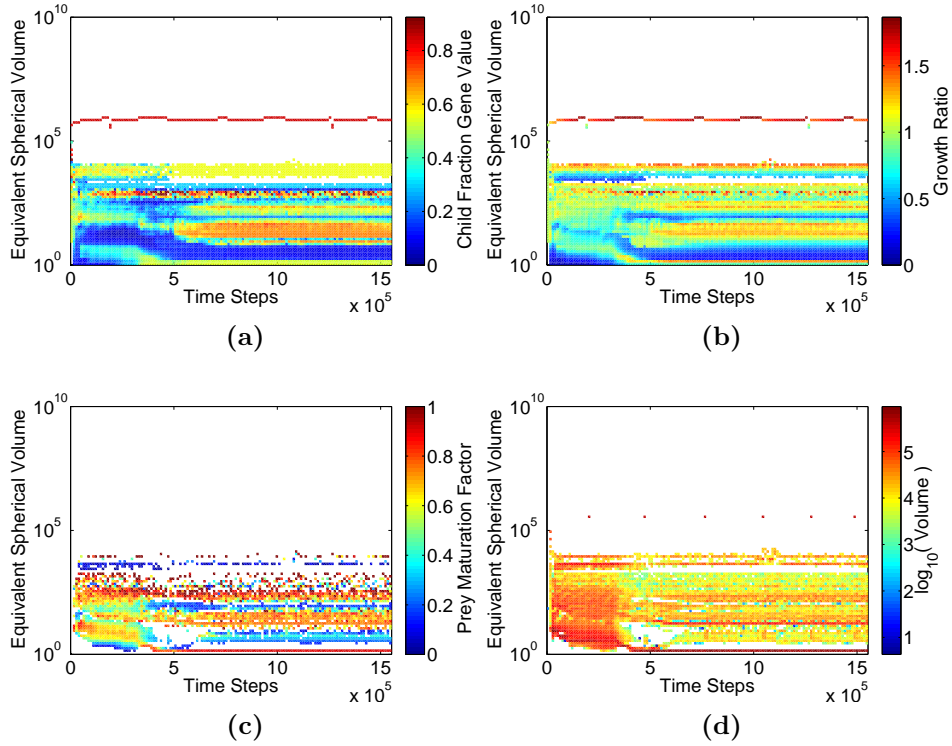 10^10
10^5
10^0
Equivalent Spherical Volume
0 5 10 15
Time Steps
x 10^5
0.8
0.6
0.4
0.2
0
Child Fraction Gene Value
(a)
10^10
10^5
10^0
Equivalent Spherical Volume
0 5 10 15
Time Steps
x 10^5
1.5
1
0.5
0
Growth Ratio
(b)
10^10
10^5
10^0
Equivalent Spherical Volume
0 5 10 15
Time Steps
x 10^5
1
0.8
0.6
0.4
0.2
0
Prey Maturation Factor
(c)
10^10
10^5
10^0
Equivalent Spherical Volume
0 5 10 15
Time Steps
x 10^5
5
4
3
2
1
log10( Volume )
(d)